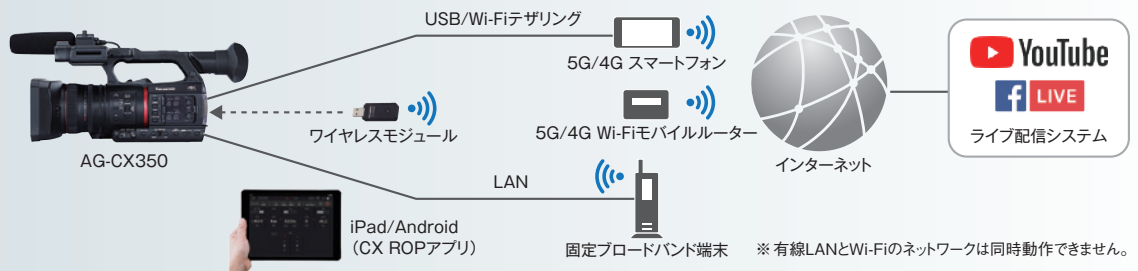 USB/Wi-Fiテザリング
5G/4G スマートフォン
YouTube
f LIVE
ライブ配信システム
ワイヤレスモジュール
5G/4G Wi-Fiモバイルルーター
インターネット
AG-CX350
LAN
iPad/Android
（CX ROPアプリ）
固定ブロードバンド端末
※ 有線LANとWi-Fiのネットワークは同時動作できません。